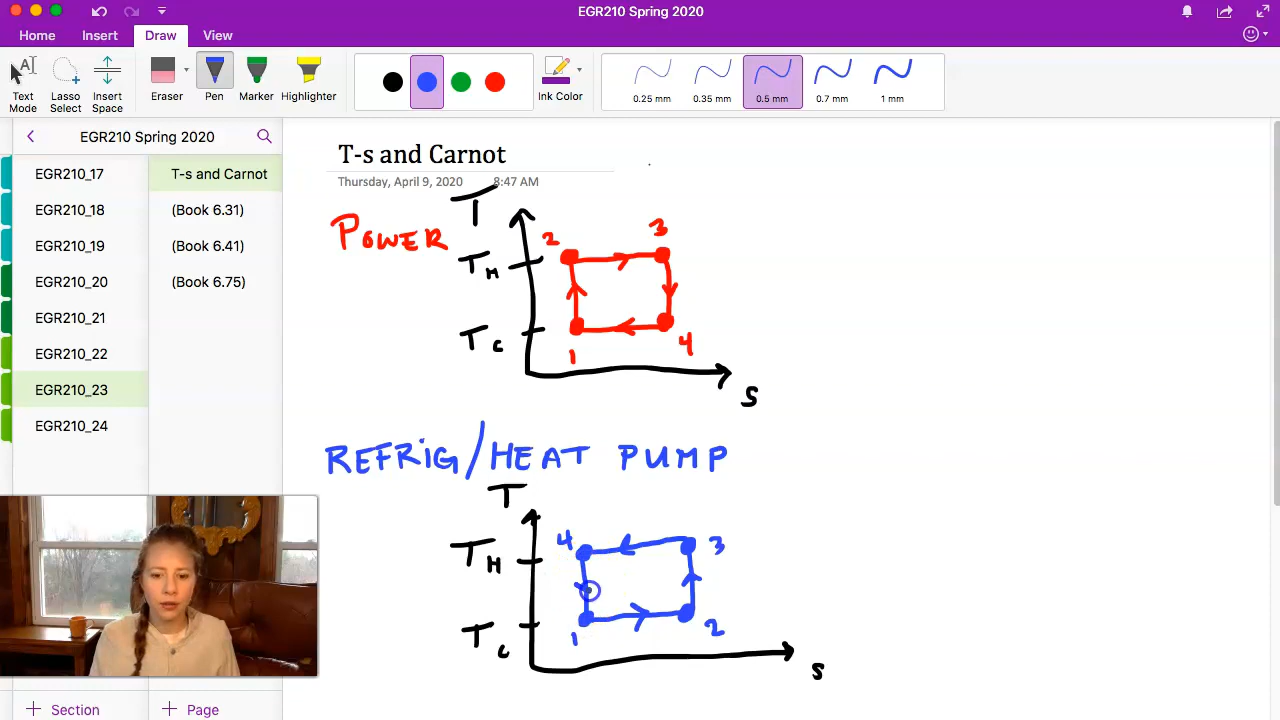 EGR210 Spring 2020
Home Insert Draw View
A
Text Mode
Lasso Select
Insert Space
Eraser
Pen
Marker
Highlighter
Ink Color
0.25 mm
0.35 mm
0.5 mm
0.7 mm
1 mm
EGR210 Spring 2020
EGR210_17
EGR210_18
EGR210_19
EGR210_20
EGR210_21
EGR210_22
EGR210_23
EGR210_24
+ Section
T-s and Carnot
(Book 6.31)
(Book 6.41)
(Book 6.75)
+ Page
T-s and Carnot
Thursday, April 9, 2020 8:47 AM
POWER
T
TH
TC
2
3
1
4
S
REFRIG/HEAT PUMP
T
TH
TC
4
3
1
2
S